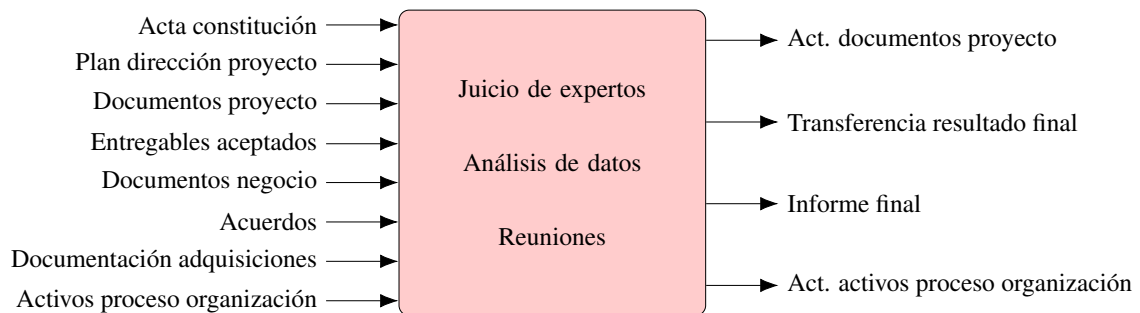 Acta constitución
Plan dirección proyecto
Documentos proyecto
Entregables aceptados
Documentos negocio
Acuerdos
Documentación adquisiciones
Activos proceso organización
Juicio de expertos
Análisis de datos
Reuniones
Act. documentos proyecto
Transferencia resultado final
Informe final
Act. activos proceso organización